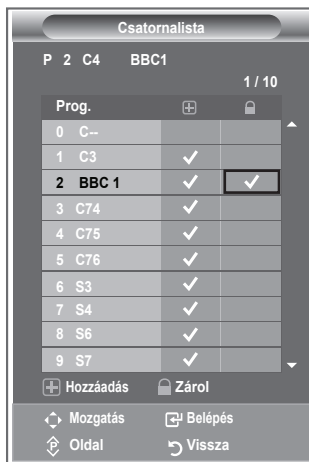 Csatornalista
P 2 C4 BBC1
1 / 10
Prog.
0 C--
1 C3
2 BBC 1
3 C74
4 C75
5 C76
6 S3
7 S4
8 S6
9 S7
Hozzáadás Zárol
Mozgatás Belépés
P Oldal Vissza